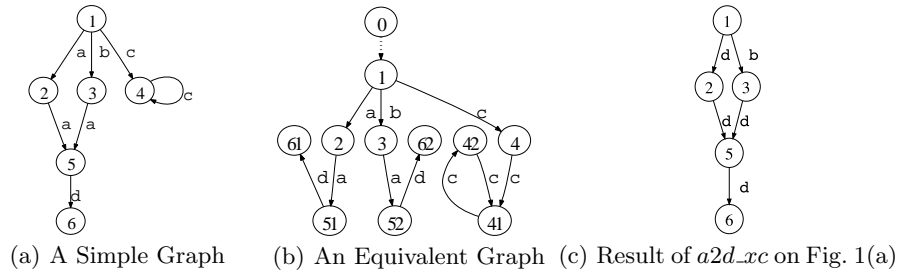 1
a b c
2 3 4 c
a a
5
d
6
(a) A Simple Graph
0
1
a b c
61 2 3 62 42 4
d a a d c c c
51 52 41
(b) An Equivalent Graph
1
d b
2 3
d d
5
d
6
(c) Result of a2d_xc on Fig. 1(a)